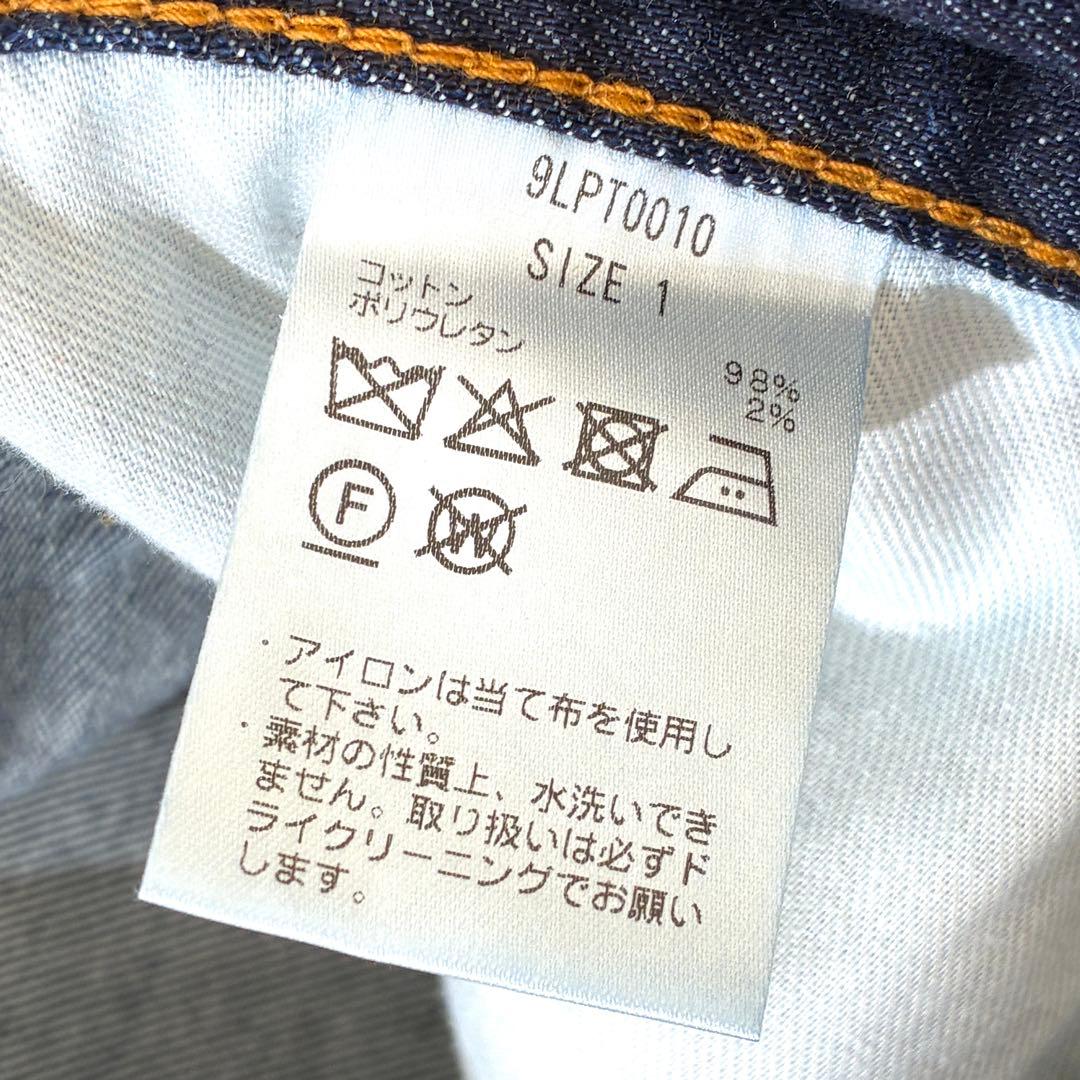 9LPT0010
SIZE 1
コットン 98%
ポリウレタン 2%
F
W
・アイロンは当て布を使用し
て下さい。
・素材の性質上、水洗いでき
ません。取り扱いは必ずド
ライクリーニングでお願い
します。